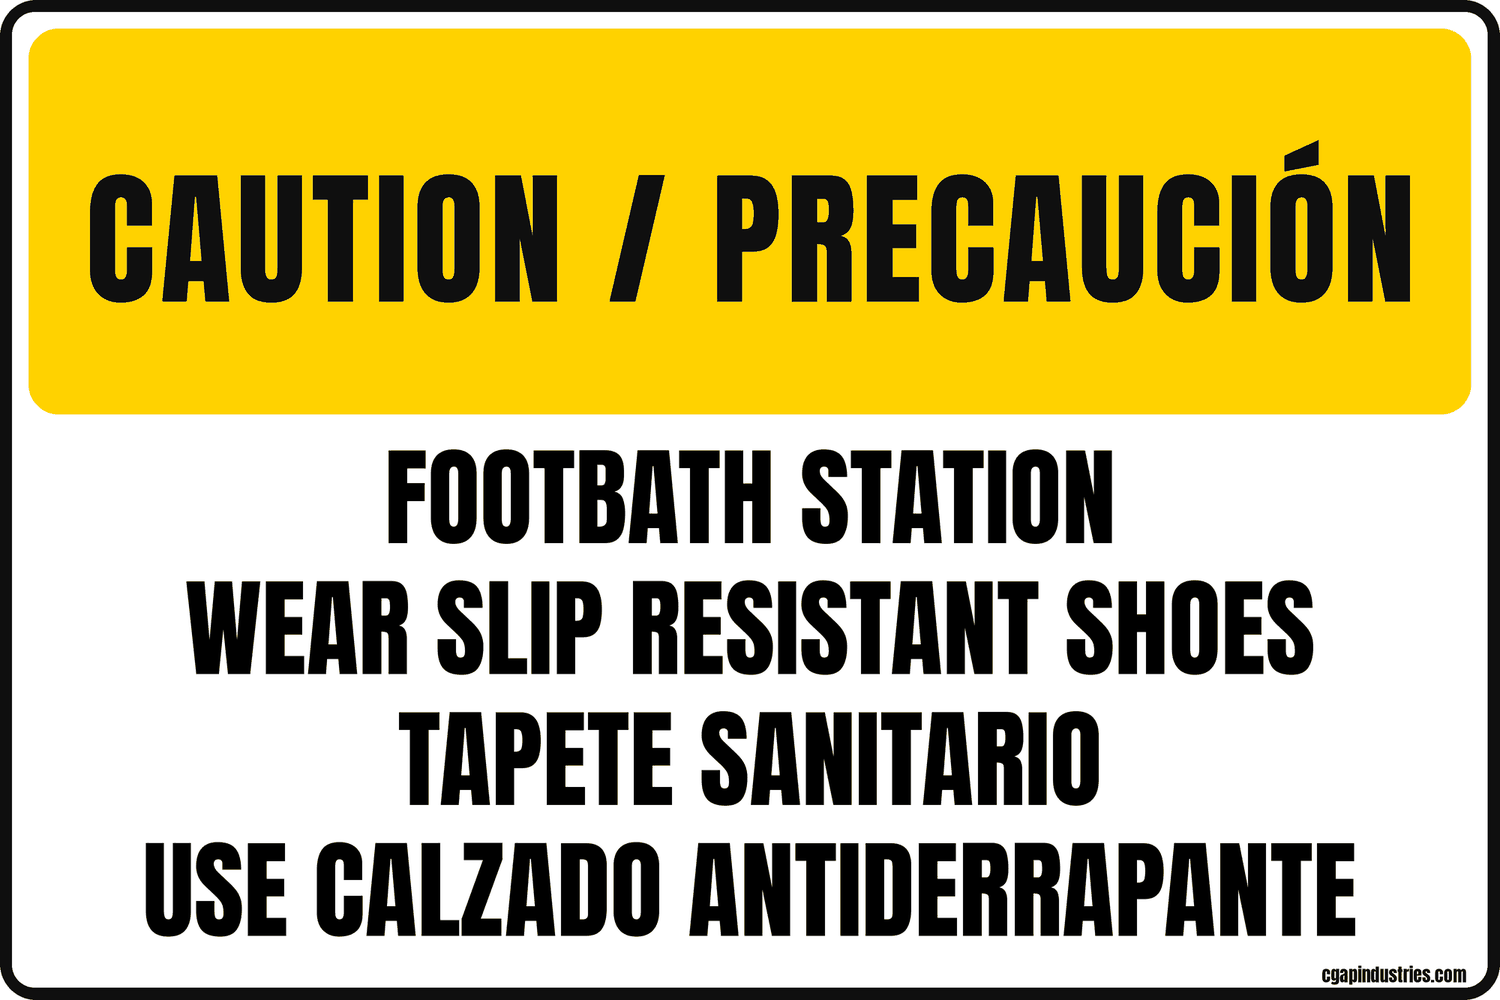 CAUTION / PRECAUCIÓN
FOOTBATH STATION
WEAR SLIP RESISTANT SHOES
TAPETE SANITARIO
USE CALZADO ANTIDERRAPANTE
cgapindustries.com